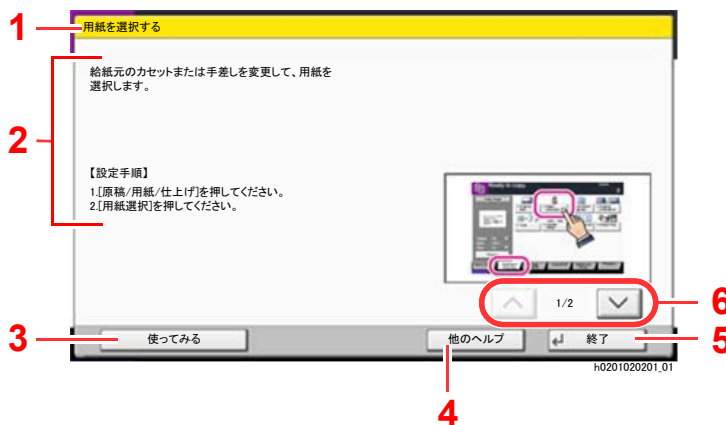 1
用紙を選択する
2
給紙元のカセットまたは手差しを変更して、用紙を
選択します。
【設定手順】
1.[原稿/用紙/仕上げ]を押してください。
2.[用紙選択]を押してください。
Ready to copy.
1/2
6
3
使ってみる
他のヘルプ
終了
5
h0201020201_01
4